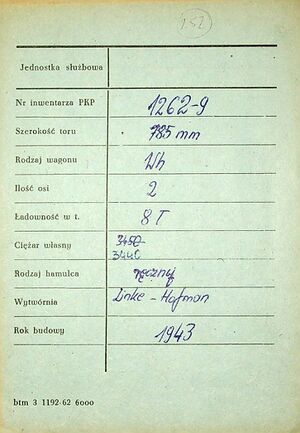 152
Jednostka służbowa
Nr inwentarza PKP 1262-9
Szerokość toru 785 mm
Rodzaj wagonu Wh
Ilość osi 2
Ładowność w t. 8 T
Ciężar własny 3450
3440
Rodzaj hamulca ręczny
Wytwórnia Linke - Hofman
Rok budowy 1943
btm 3 1192-62 6000